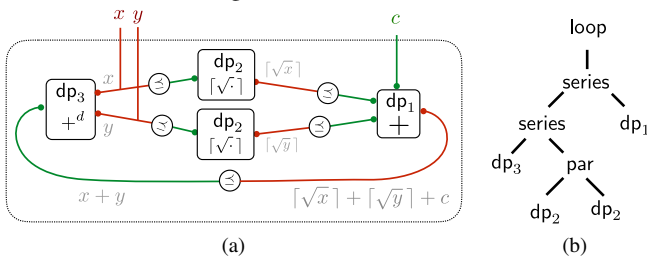 x y
c
x
dp₂
⌈√·⌉
⌈√x⌉
⪯
⪯
dp₃
+ᵈ
dp₁
+
y
⪯
dp₂
⌈√·⌉
⌈√y⌉
⪯
x + y
⪯
⌈√x⌉+⌈√y⌉+c
(a)
loop
series
series
dp₁
dp₃
par
dp₂
dp₂
(b)